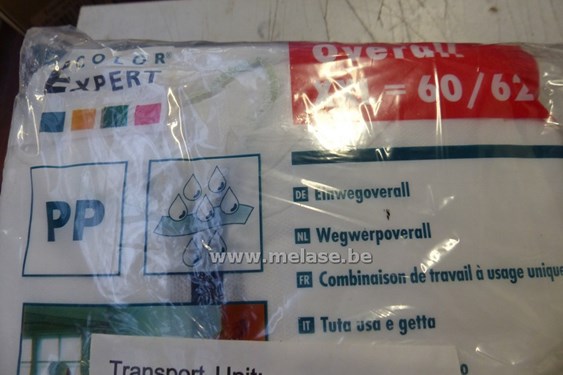 COLOR
EXPERT
Overall
= 60/62
PP
DE Einwegoverall
NL Wegwerpoverall
www.melase.be
FR Combinaison de travail à usage unique
IT Tuta usa e getta
Transport Unit: